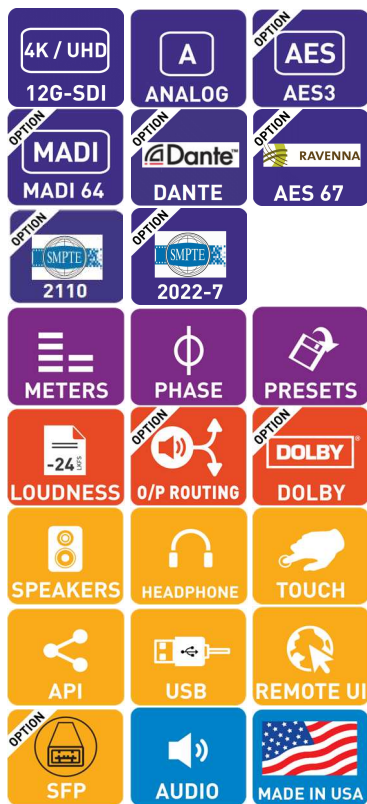 4K / UHD
12G-SDI
A
ANALOG
OPTION
AES
AES3
OPTION
MADI
MADI 64
OPTION
Dante™
DANTE
OPTION
RAVENNA
AES 67
OPTION
SMPTE
2110
OPTION
SMPTE
2022-7
METERS
PHASE
PRESETS
-24 LKFS
LOUDNESS
OPTION
O/P ROUTING
OPTION
DOLBY®
DOLBY
SPEAKERS
HEADPHONE
TOUCH
API
USB
REMOTE UI
OPTION
SFP
AUDIO
MADE IN USA